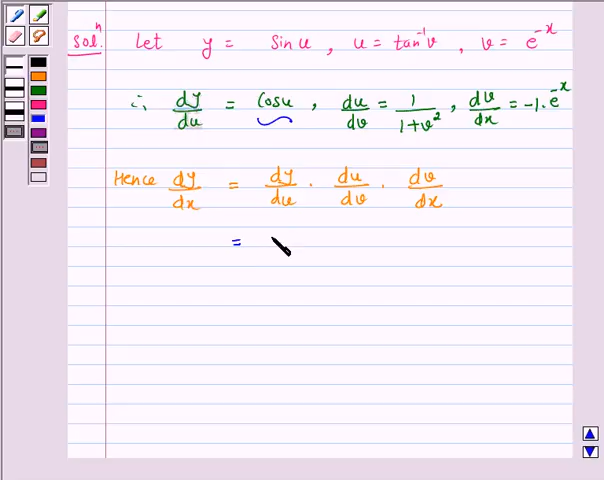 Solⁿ Let y = sin u , u = tan⁻¹v , v = e⁻ˣ
∴ dy/du = cosu , du/dv = 1/(1+v²) , dv/dx = -1·e⁻ˣ
Hence dy/dx = dy/du · du/dv · dv/dx
=